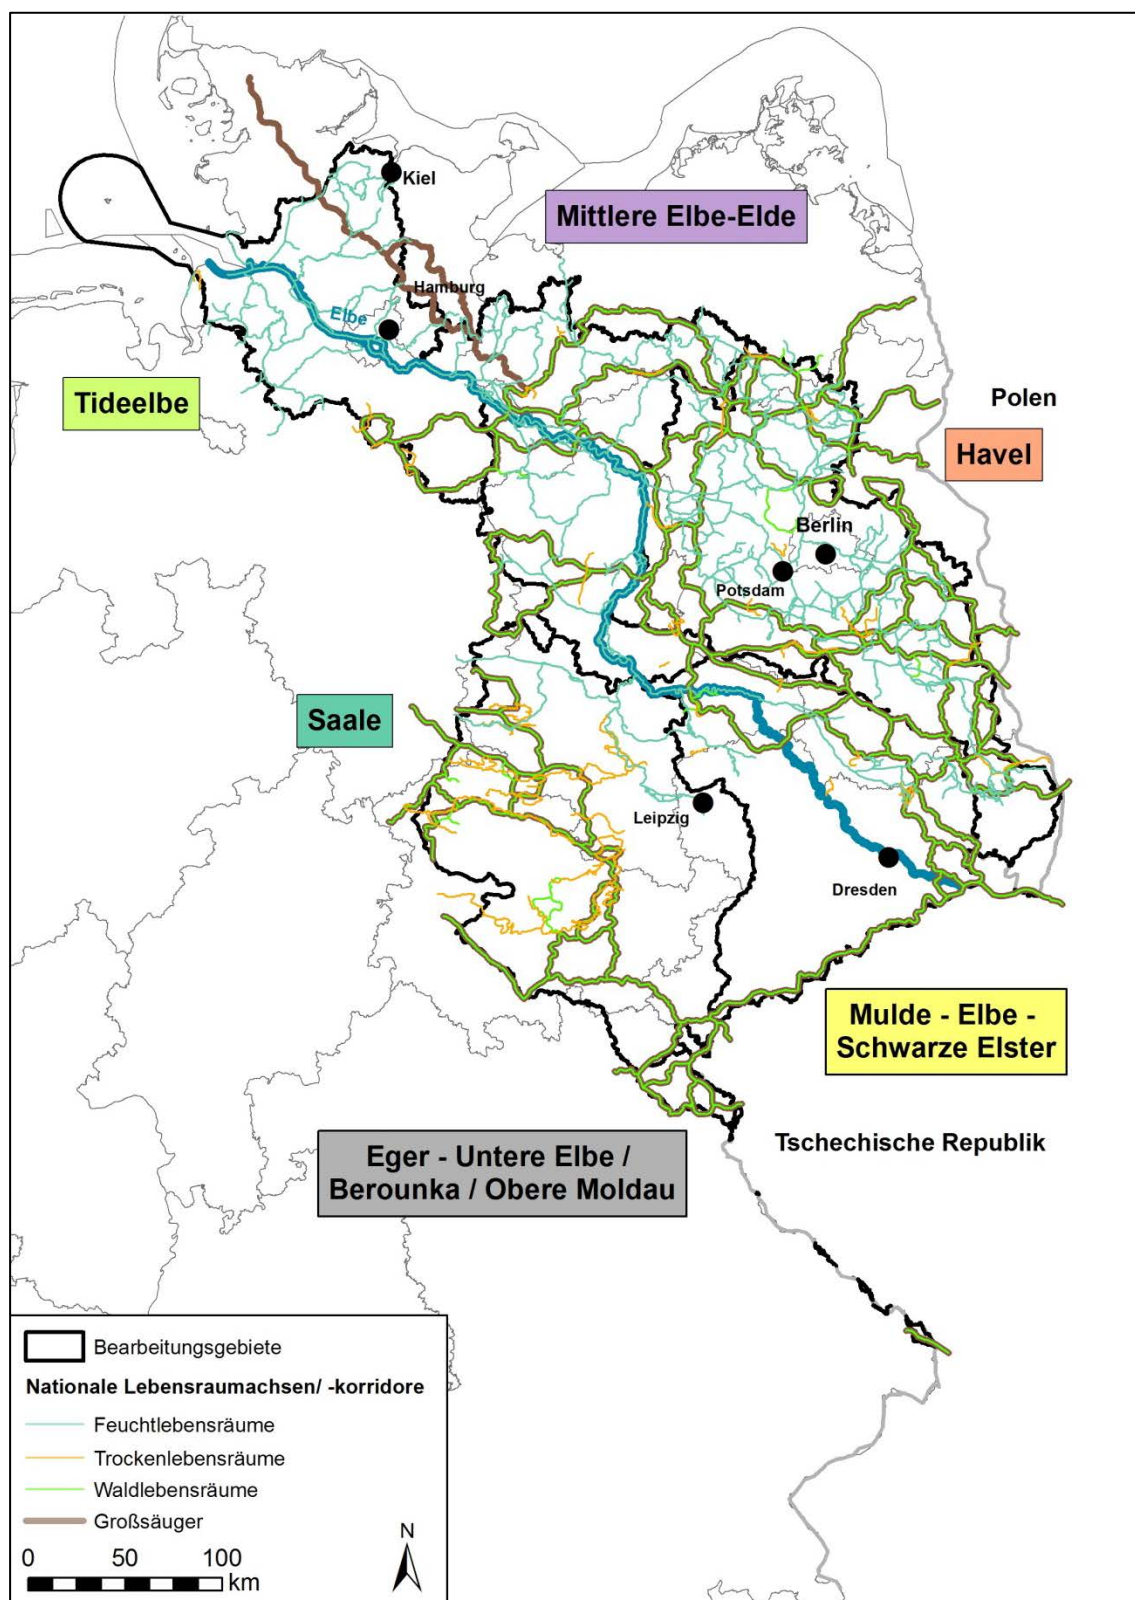 Kiel
Mittlere Elbe-Elde
Hamburg
Elbe
Tideelbe
Polen
Havel
Berlin
Potsdam
Saale
Leipzig
Dresden
Mulde - Elbe -
Schwarze Elster
Tschechische Republik
Eger - Untere Elbe /
Berounka / Obere Moldau
Bearbeitungsgebiete
Nationale Lebensraumachsen/ -korridore
Feuchtlebensräume
Trockenlebensräume
Waldlebensräume
Großsäuger
N
0 50 100
km